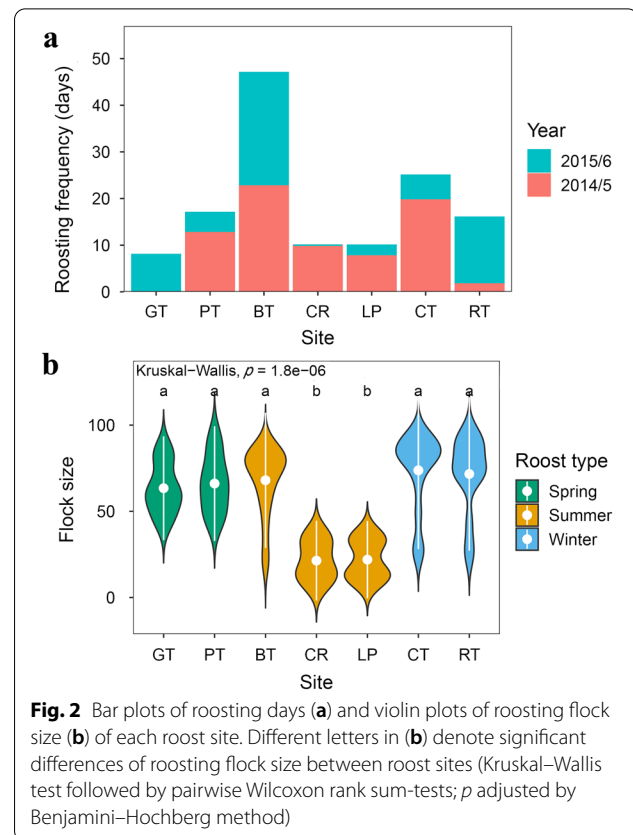 a
Roosting frequency (days)
50
40
30
20
10
0
GT PT BT CR LP CT RT
Site
Year
2015/6
2014/5
b
Kruskal−Wallis, p = 1.8e−06
a a a b b a a
Flock size
100
50
0
GT PT BT CR LP CT RT
Site
Roost type
Spring
Summer
Winter
Fig. 2 Bar plots of roosting days (a) and violin plots of roosting flock
size (b) of each roost site. Different letters in (b) denote significant
differences of roosting flock size between roost sites (Kruskal–Wallis
test followed by pairwise Wilcoxon rank sum-tests; p adjusted by
Benjamini–Hochberg method)